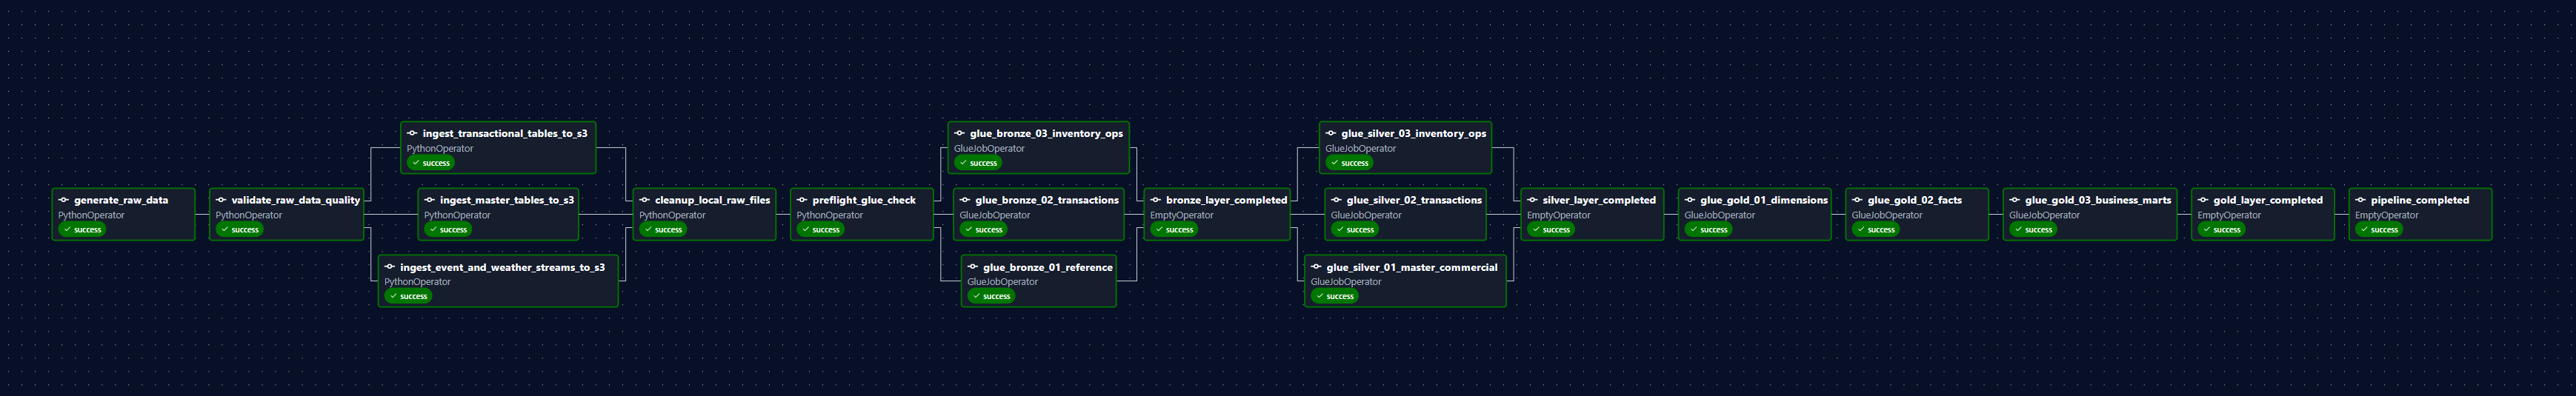 generate_raw_data
PythonOperator
success
validate_raw_data_quality
PythonOperator
success
ingest_transactional_tables_to_s3
PythonOperator
success
ingest_master_tables_to_s3
PythonOperator
success
ingest_event_and_weather_streams_to_s3
PythonOperator
success
cleanup_local_raw_files
PythonOperator
success
preflight_glue_check
PythonOperator
success
glue_bronze_03_inventory_ops
GlueJobOperator
success
glue_bronze_02_transactions
GlueJobOperator
success
glue_bronze_01_reference
GlueJobOperator
success
bronze_layer_completed
EmptyOperator
success
glue_silver_03_inventory_ops
GlueJobOperator
success
glue_silver_02_transactions
GlueJobOperator
success
glue_silver_01_master_commercial
GlueJobOperator
success
silver_layer_completed
EmptyOperator
success
glue_gold_01_dimensions
GlueJobOperator
success
glue_gold_02_facts
GlueJobOperator
success
glue_gold_03_business_marts
GlueJobOperator
success
gold_layer_completed
EmptyOperator
success
pipeline_completed
EmptyOperator
success